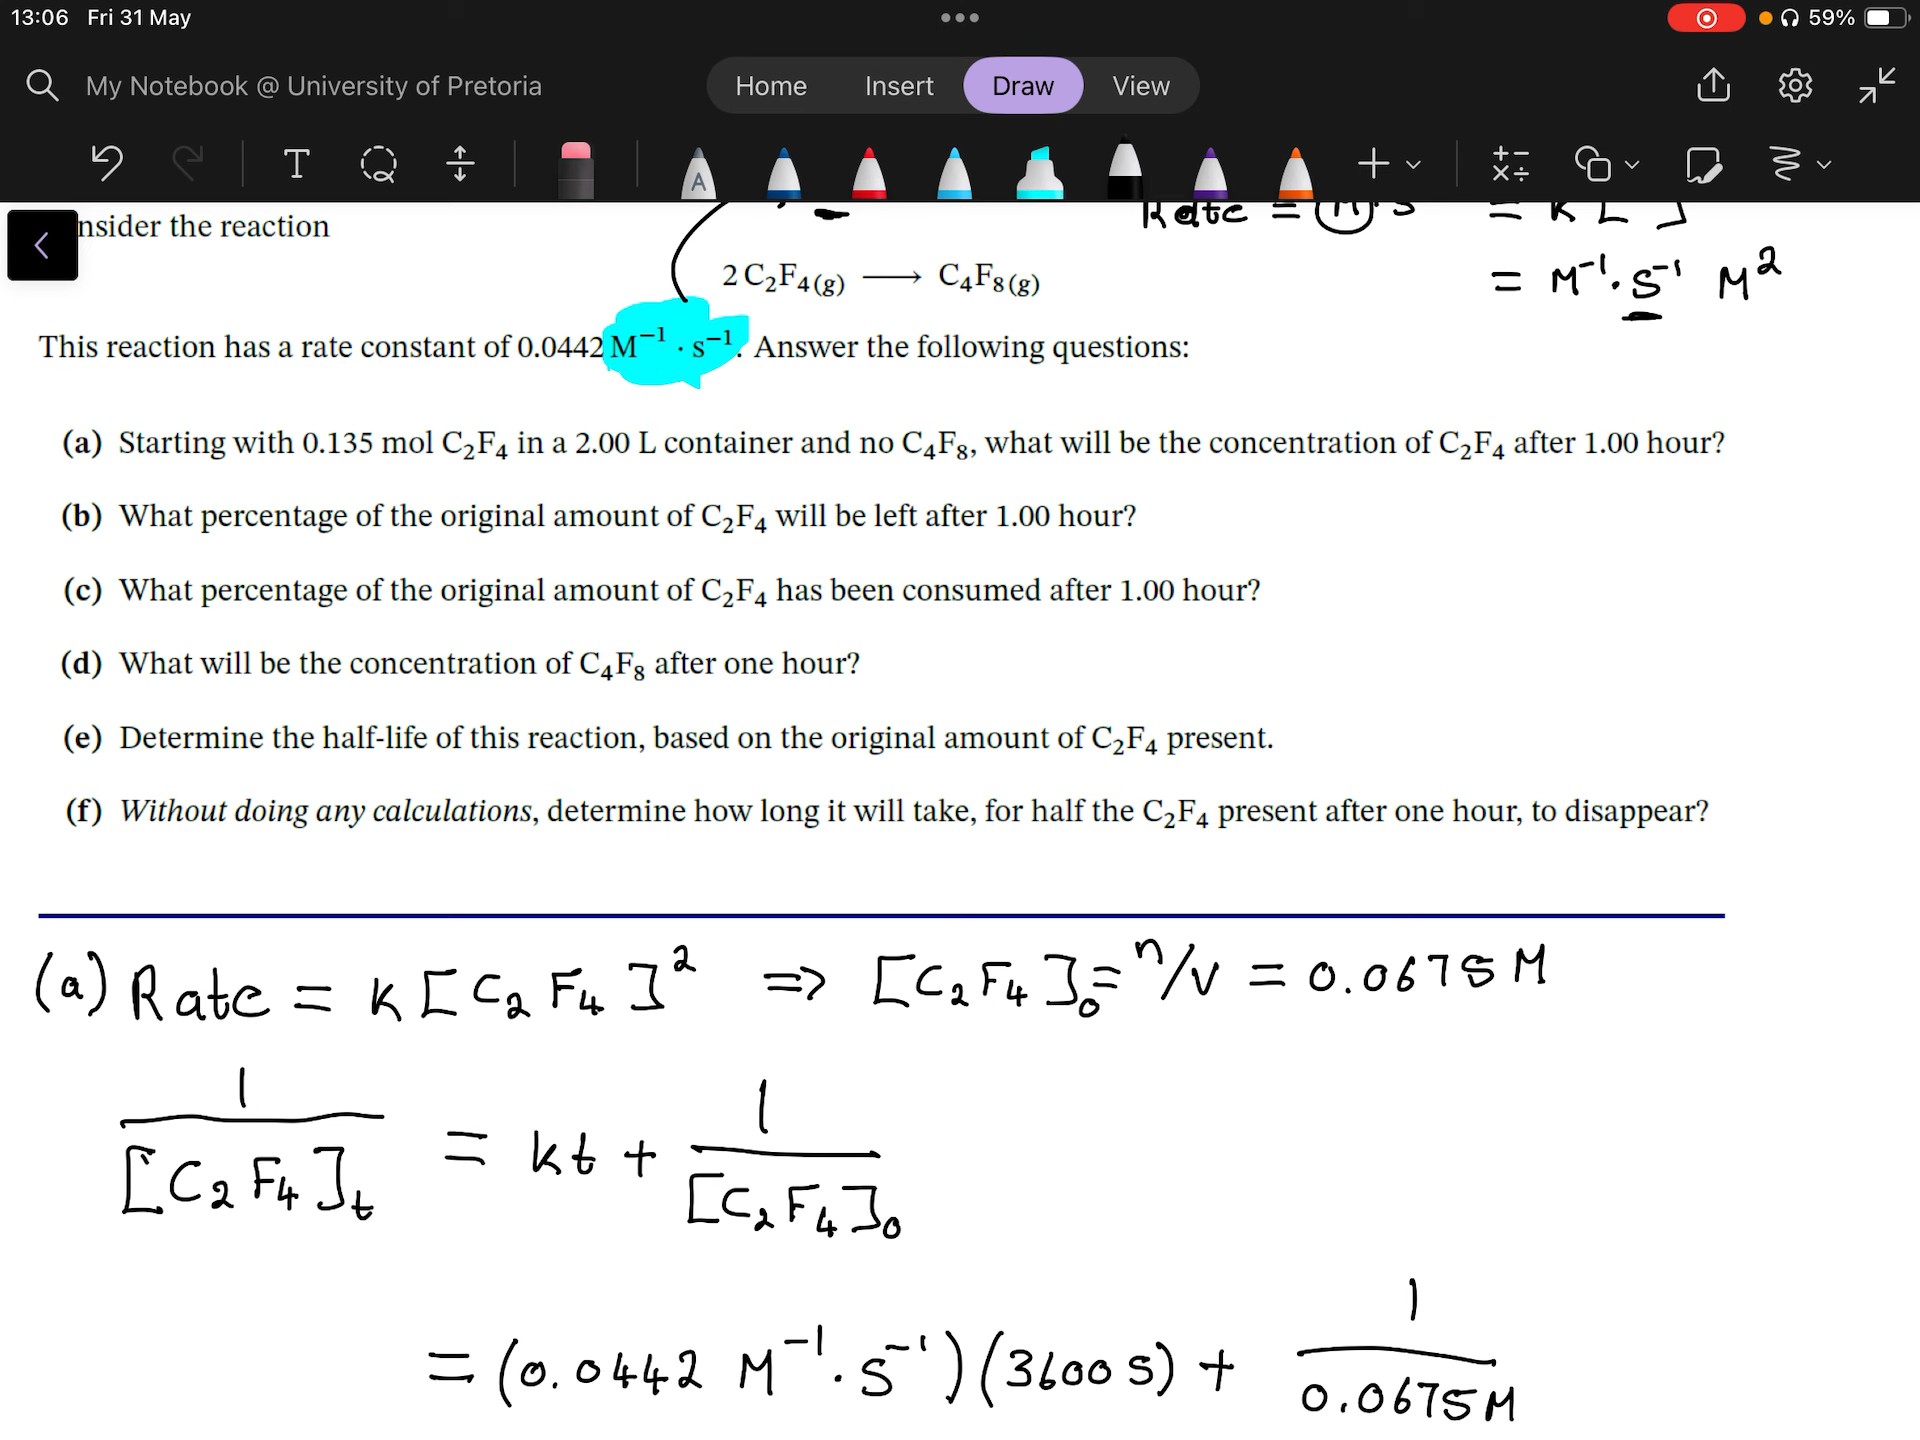 13:06 Fri 31 May 59%
My Notebook @ University of Pretoria Home Insert Draw View
T A
nsider the reaction
Rate = M s = K [ ]
2 C₂F₄(g) ⟶ C₄F₈(g)
= M⁻¹·s⁻¹ M²
This reaction has a rate constant of 0.0442 M⁻¹ · s⁻¹. Answer the following questions:
(a) Starting with 0.135 mol C₂F₄ in a 2.00 L container and no C₄F₈, what will be the concentration of C₂F₄ after 1.00 hour?
(b) What percentage of the original amount of C₂F₄ will be left after 1.00 hour?
(c) What percentage of the original amount of C₂F₄ has been consumed after 1.00 hour?
(d) What will be the concentration of C₄F₈ after one hour?
(e) Determine the half-life of this reaction, based on the original amount of C₂F₄ present.
(f) Without doing any calculations, determine how long it will take, for half the C₂F₄ present after one hour, to disappear?
(a) Rate = K [C₂F₄]² => [C₂F₄]₀ = n/v = 0.0675 M
1/[C₂F₄]t = kt + 1/[C₂F₄]₀
= (0.0442 M⁻¹·s⁻¹)(3600 s) + 1/0.0675M